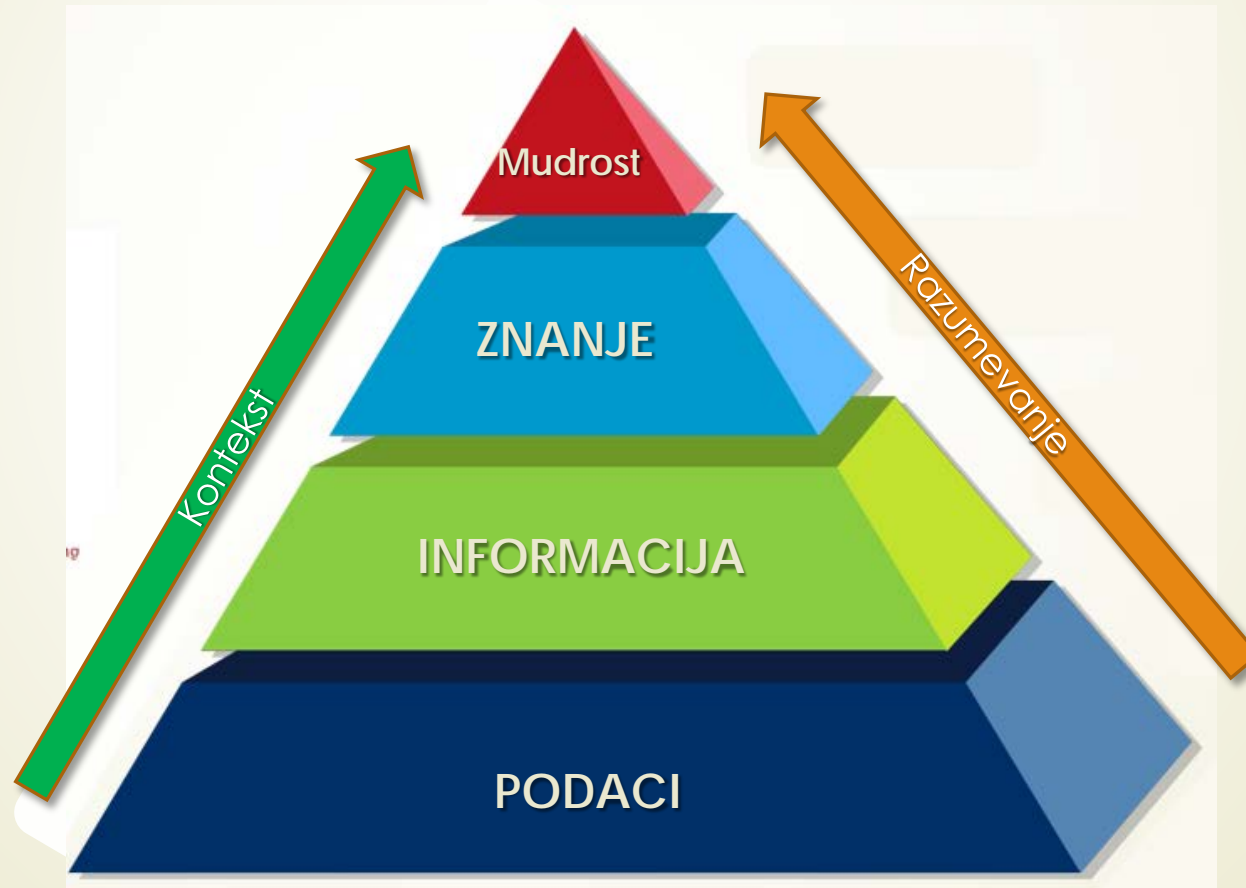 Mudrost
ZNANJE
INFORMACIJA
PODACI
Kontekst
Razumevanje